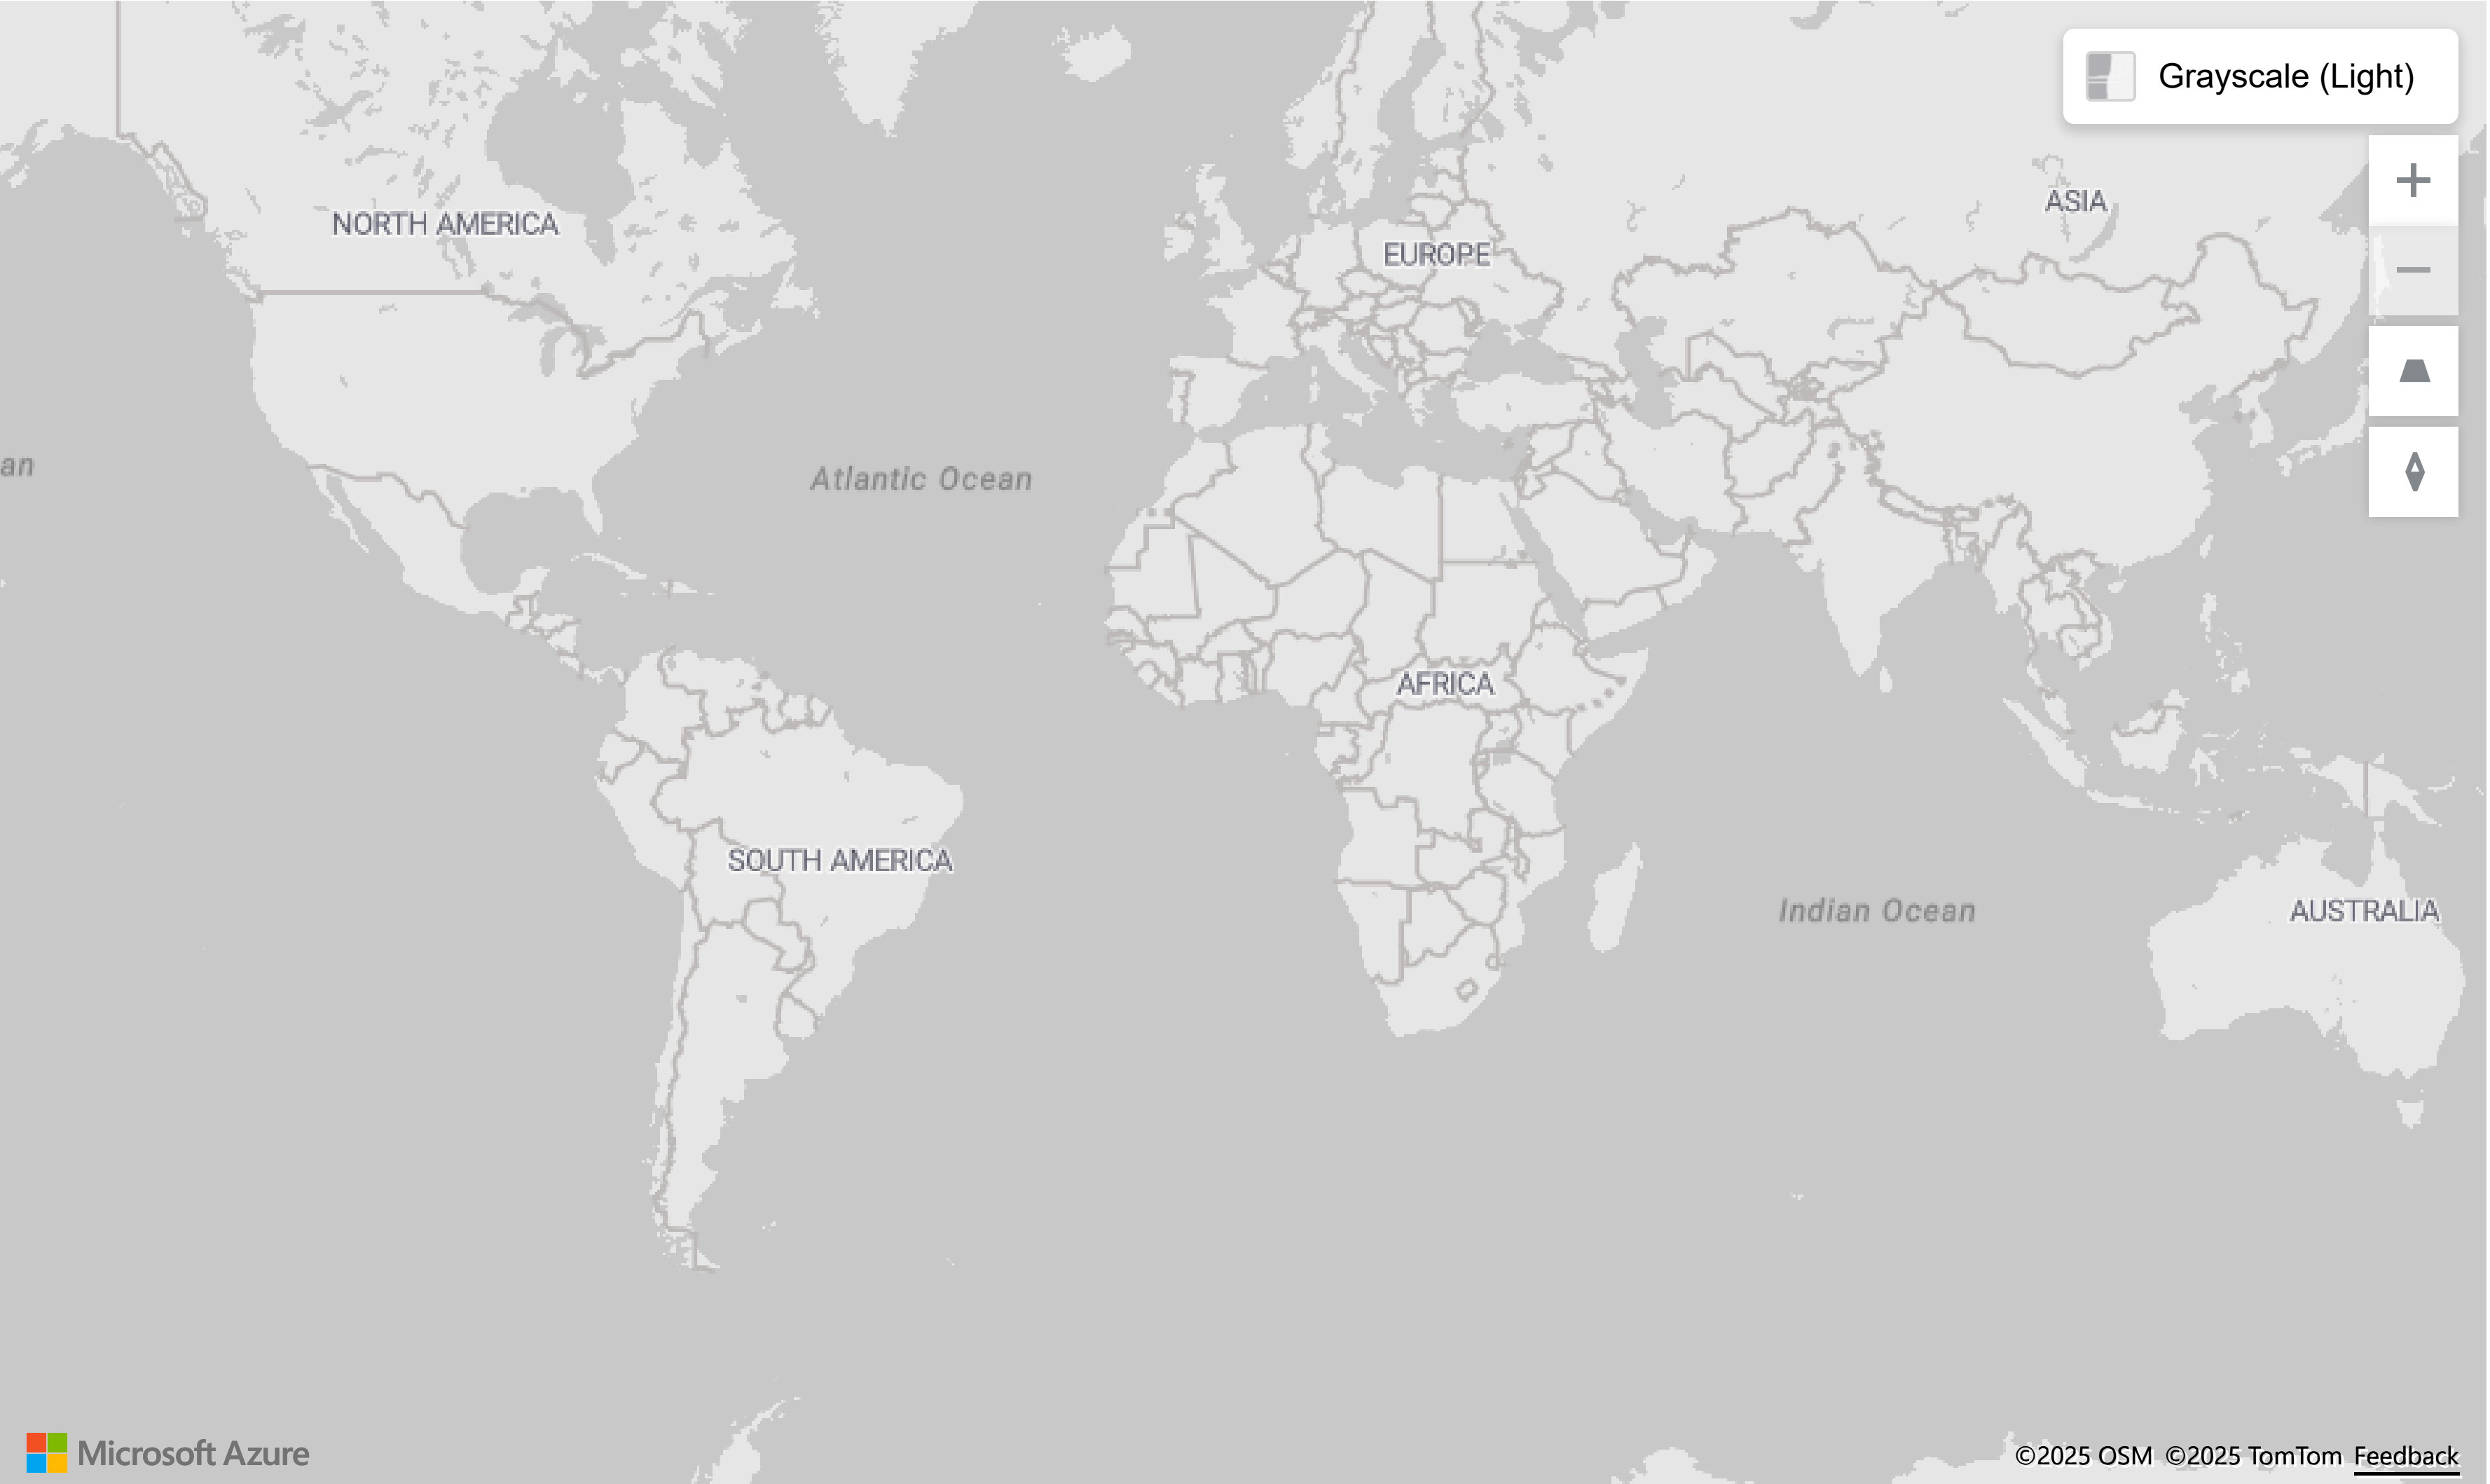 Grayscale (Light)
ASIA
NORTH AMERICA
EUROPE
an
Atlantic Ocean
AFRICA
SOUTH AMERICA
Indian Ocean
AUSTRALIA
Microsoft Azure
©2025 OSM ©2025 TomTom Feedback